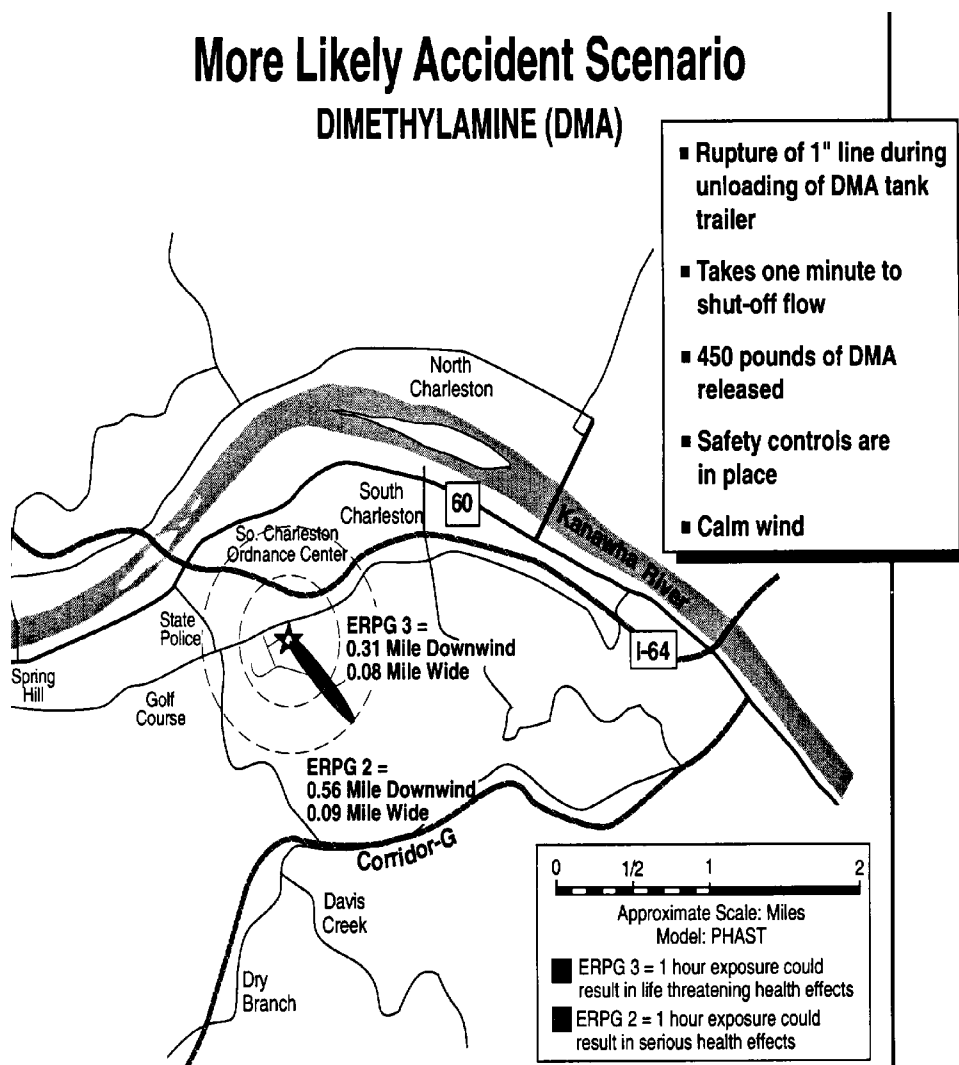 More Likely Accident Scenario
DIMETHYLAMINE (DMA)
▪ Rupture of 1" line during
unloading of DMA tank
trailer
▪ Takes one minute to
shut-off flow
▪ 450 pounds of DMA
released
▪ Safety controls are
in place
▪ Calm wind
North
Charleston
South
Charleston
60
So. Charleston
Ordnance Center
Kanawha River
State
Police
ERPG 3 =
0.31 Mile Downwind
0.08 Mile Wide
I-64
Spring
Hill
Golf
Course
ERPG 2 =
0.56 Mile Downwind
0.09 Mile Wide
Corridor-G
Davis
Creek
Dry
Branch
0 1/2 1 2
Approximate Scale: Miles
Model: PHAST
ERPG 3 = 1 hour exposure could
result in life threatening health effects
ERPG 2 = 1 hour exposure could
result in serious health effects